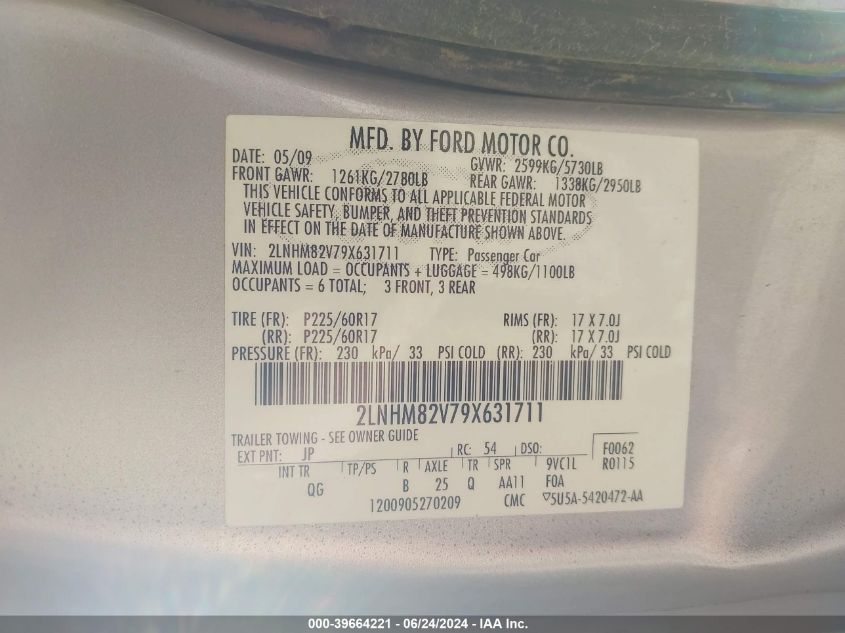 MFD. BY FORD MOTOR CO.
DATE: 05/09 GVWR: 2599KG/5730LB
FRONT GAWR: 1261KG/2780LB REAR GAWR: 1338KG/2950LB
THIS VEHICLE CONFORMS TO ALL APPLICABLE FEDERAL MOTOR
VEHICLE SAFETY, BUMPER, AND THEFT PREVENTION STANDARDS
IN EFFECT ON THE DATE OF MANUFACTURE SHOWN ABOVE.
VIN: 2LNHM82V79X631711 TYPE: Passenger Car
MAXIMUM LOAD = OCCUPANTS + LUGGAGE = 498KG/1100LB
OCCUPANTS = 6 TOTAL; 3 FRONT, 3 REAR
TIRE (FR): P225/60R17 RIMS (FR): 17 X 7.0J
(RR): P225/60R17 (RR): 17 X 7.0J
PRESSURE (FR): 230 kPa/ 33 PSI COLD (RR): 230 kPa/ 33 PSI COLD
2LNHM82V79X631711
TRAILER TOWING - SEE OWNER GUIDE
EXT PNT: JP RC: 54 DSO: F0062
R0115
INT TR TP/PS R AXLE TR SPR 9VC1L
QG B 25 Q AA11 F0A
1200905270209 CMC ▽5U5A-5420472-AA
000-39664221 - 06/24/2024 - IAA Inc.